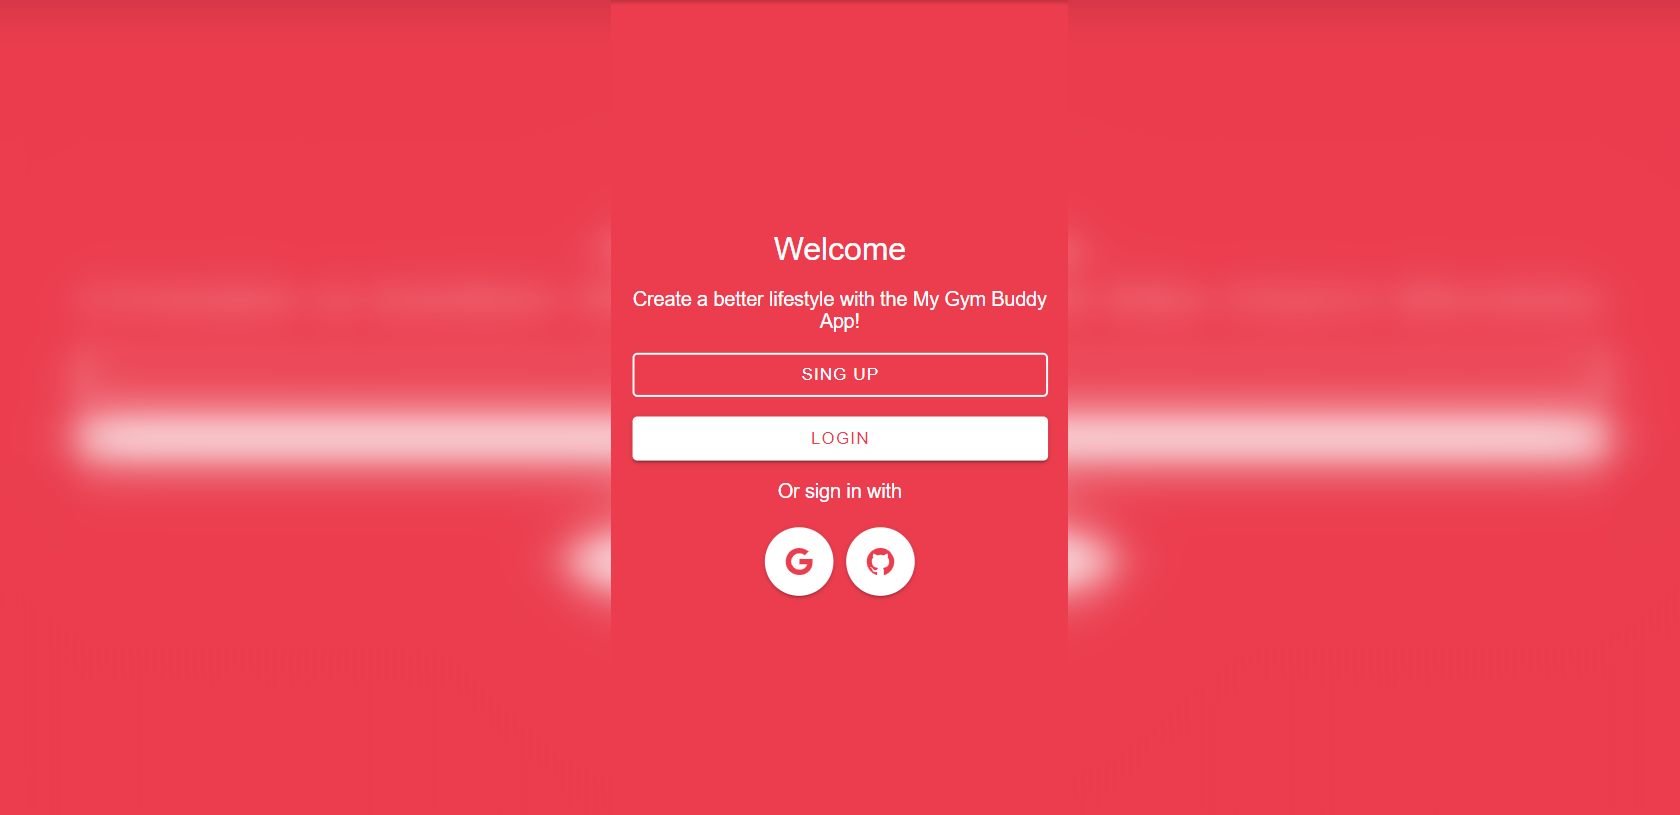 Welcome
Create a better lifestyle with the My Gym Buddy
App!
SING UP
LOGIN
Or sign in with